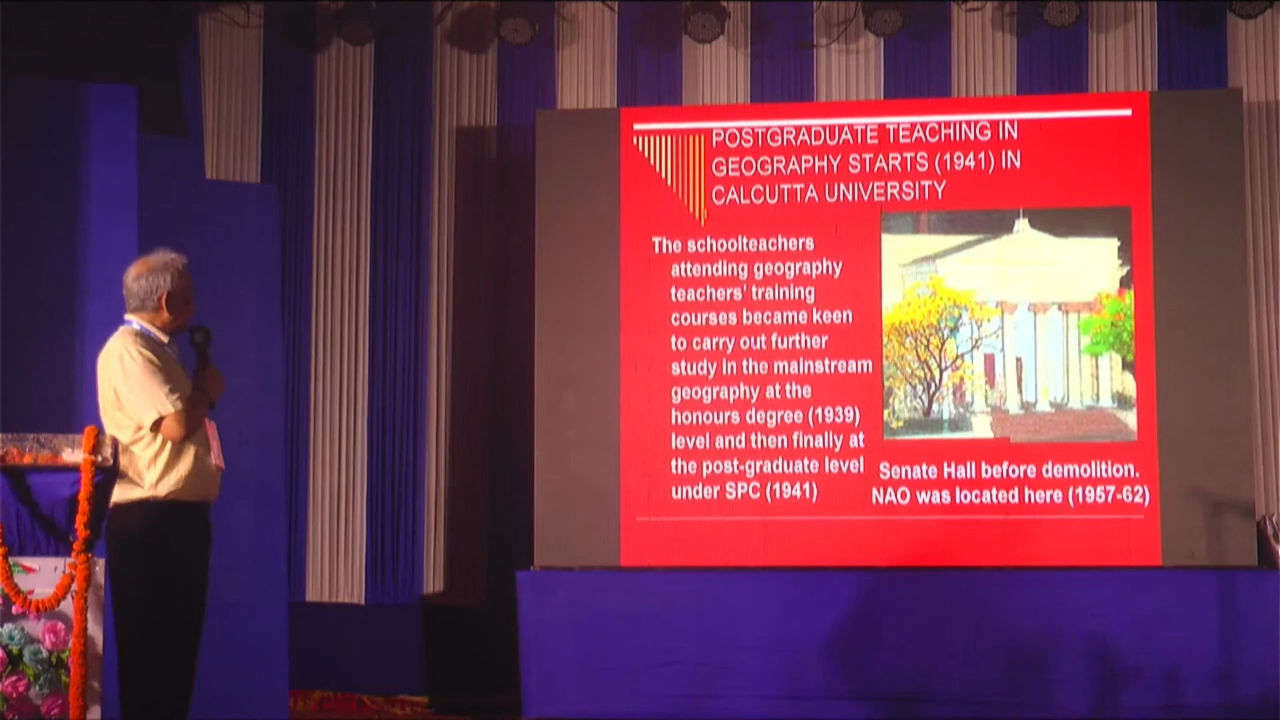 POSTGRADUATE TEACHING IN
GEOGRAPHY STARTS (1941) IN
CALCUTTA UNIVERSITY
The schoolteachers
attending geography
teachers' training
courses became keen
to carry out further
study in the mainstream
geography at the
honours degree (1939)
level and then finally at
the post-graduate level
under SPC (1941)
Senate Hall before demolition.
NAO was located here (1957-62)